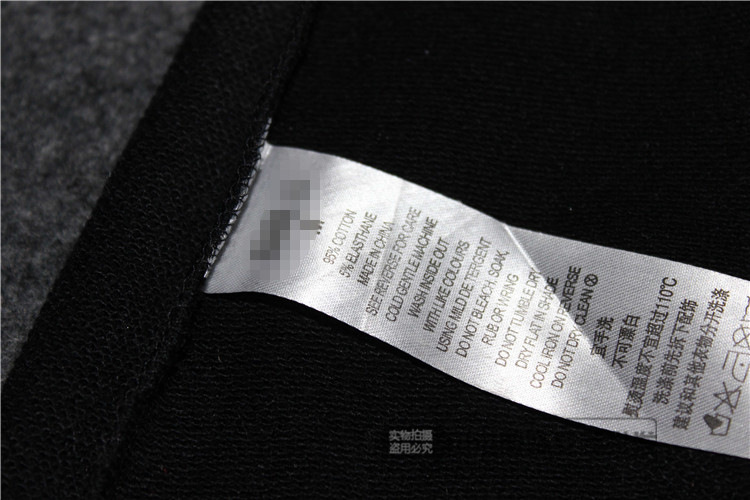 M
95% COTTON
5% ELASTHANE
MADE IN CHINA
SEE REVERSE FOR CARE
COLD GENTLE MACHINE
WASH INSIDE OUT
WITH LIKE COLOURS
USING MILD DETERGENT
DO NOT BLEACH, SOAK,
RUB OR WRING
DO NOT TUMBLE DRY
DRY FLAT IN SHADE
COOL IRON ON REVERSE
DO NOT DRY CLEAN
宜手洗
不可漂白
熨烫温度不宜超过110℃
洗涤前先拆下配饰
建议和其他衣物分开洗涤
实物拍摄
盗用必究